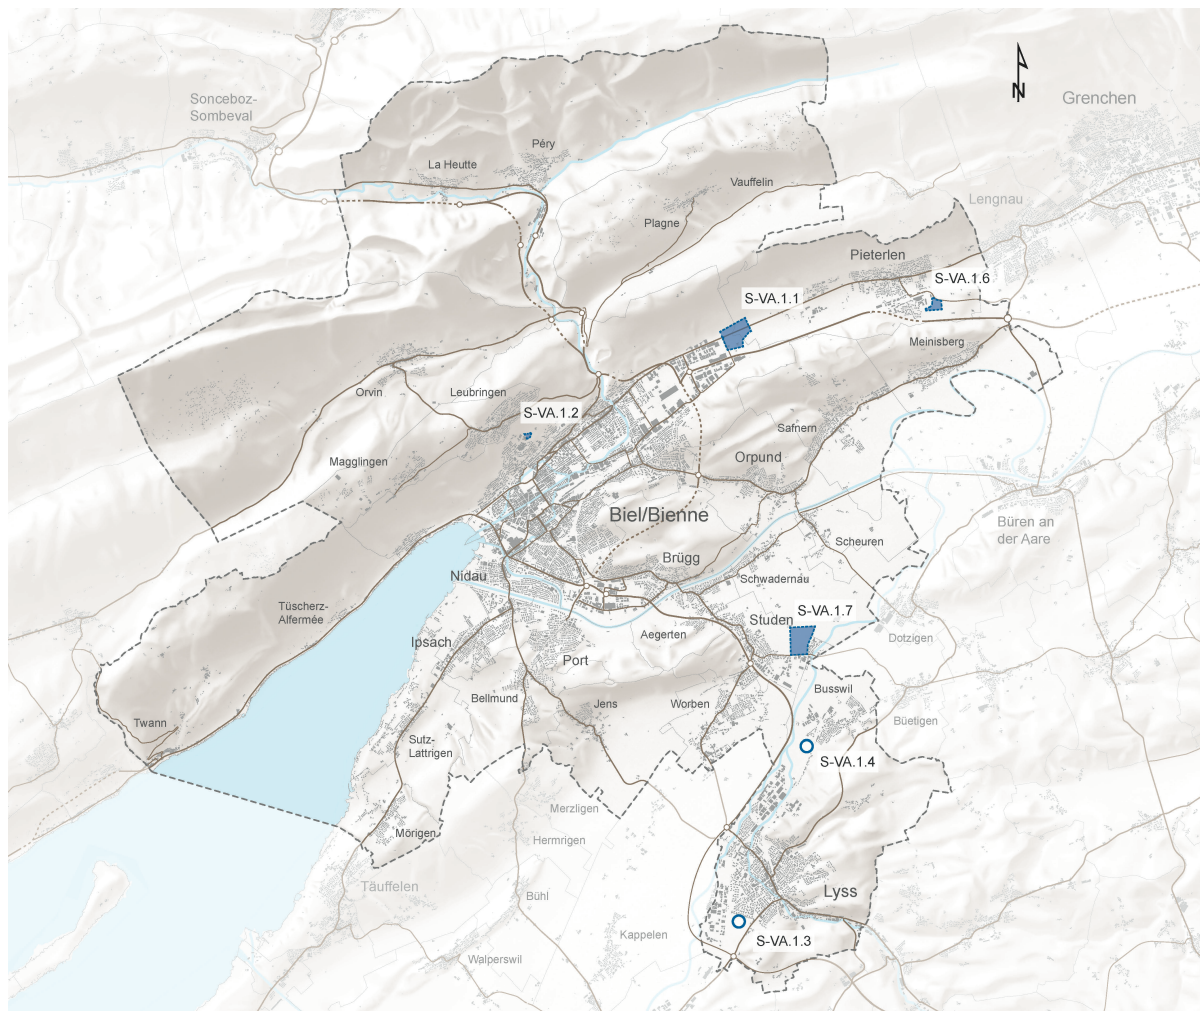 Sonceboz-
Sombeval
Grenchen
N
Péry
La Heutte
Vauffelin
Lengnau
Plagne
Pieterlen
S-VA.1.6
S-VA.1.1
Meinisberg
Orvin
Leubringen
S-VA.1.2
Safnern
Magglingen
Orpund
Biel/Bienne
Büren an
der Aare
Scheuren
Brügg
Nidau
Schwadernau
Tüscherz-
Alfermée
S-VA.1.7
Studen
Aegerten
Dotzigen
Ipsach
Port
Busswil
Bellmund
Jens
Worben
Büetigen
Twann
Sutz-
Lattrigen
S-VA.1.4
Merzligen
Mörigen
Hermrigen
Täuffelen
Bühl
Lyss
Kappelen
S-VA.1.3
Walperswil